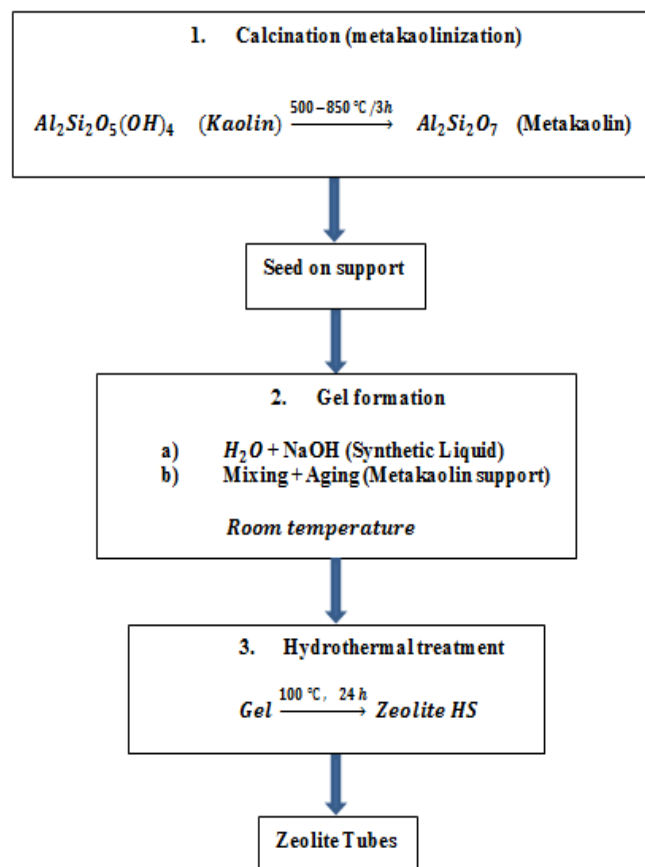 1. Calcination (metakaolinization)
Al₂Si₂O₅(OH)₄ (Kaolin) 500−850 °C/3h → Al₂Si₂O₇ (Metakaolin)
Seed on support
2. Gel formation
a) H₂O + NaOH (Synthetic Liquid)
b) Mixing + Aging (Metakaolin support)
Room temperature
3. Hydrothermal treatment
Gel 100 °C, 24 h → Zeolite HS
Zeolite Tubes